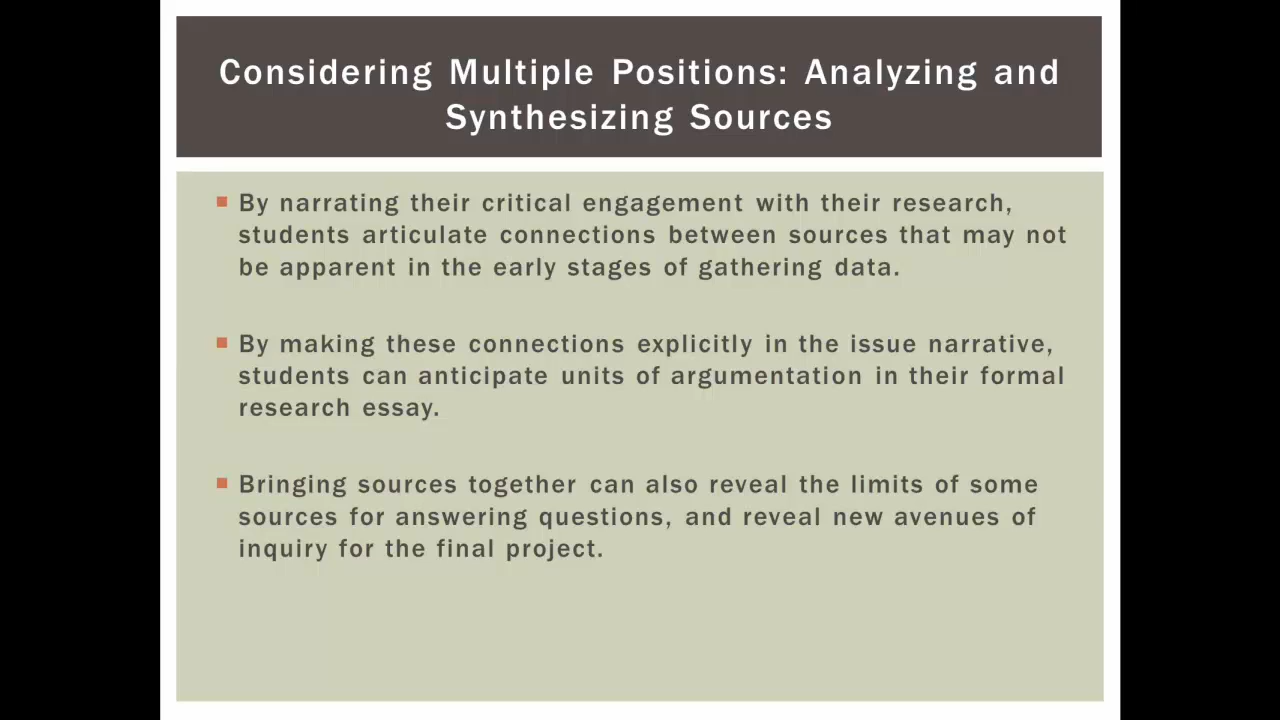 Considering Multiple Positions: Analyzing and
Synthesizing Sources
By narrating their critical engagement with their research,
students articulate connections between sources that may not
be apparent in the early stages of gathering data.
By making these connections explicitly in the issue narrative,
students can anticipate units of argumentation in their formal
research essay.
Bringing sources together can also reveal the limits of some
sources for answering questions, and reveal new avenues of
inquiry for the final project.